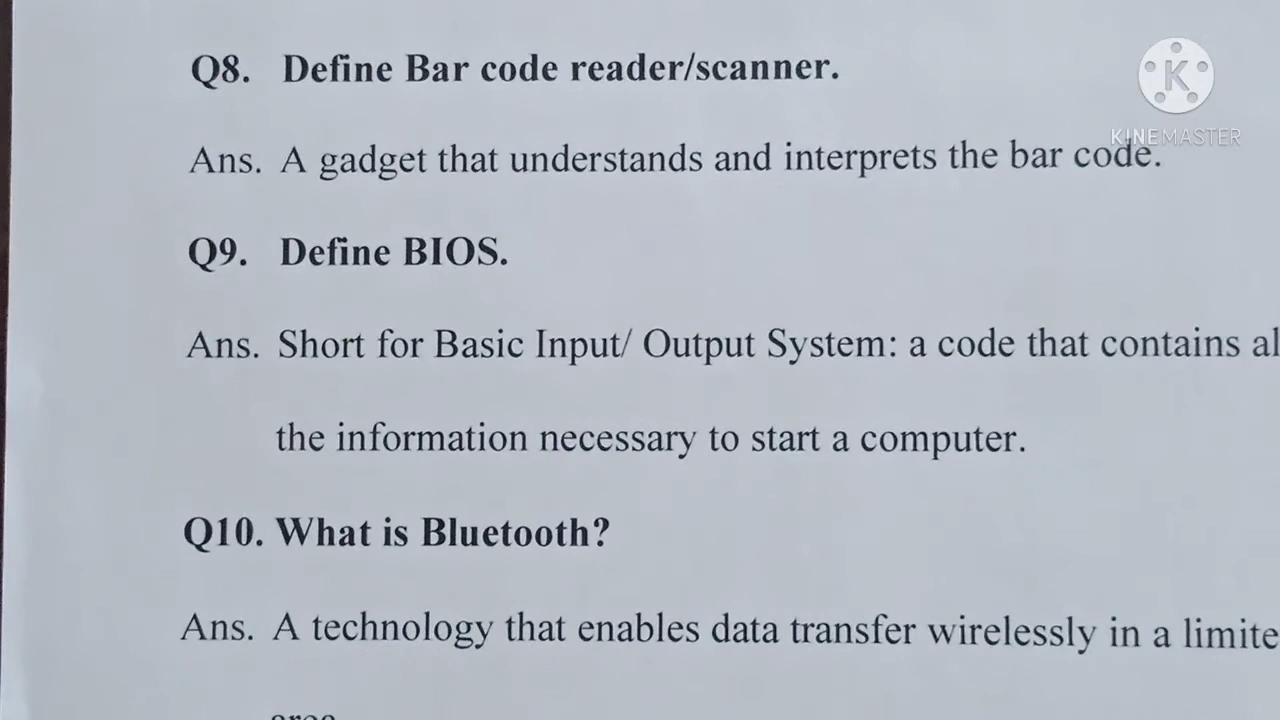 Q8. Define Bar code reader/scanner.
KINEMASTER
Ans. A gadget that understands and interprets the bar code.
Q9. Define BIOS.
Ans. Short for Basic Input/ Output System: a code that contains al
the information necessary to start a computer.
Q10. What is Bluetooth?
Ans. A technology that enables data transfer wirelessly in a limite